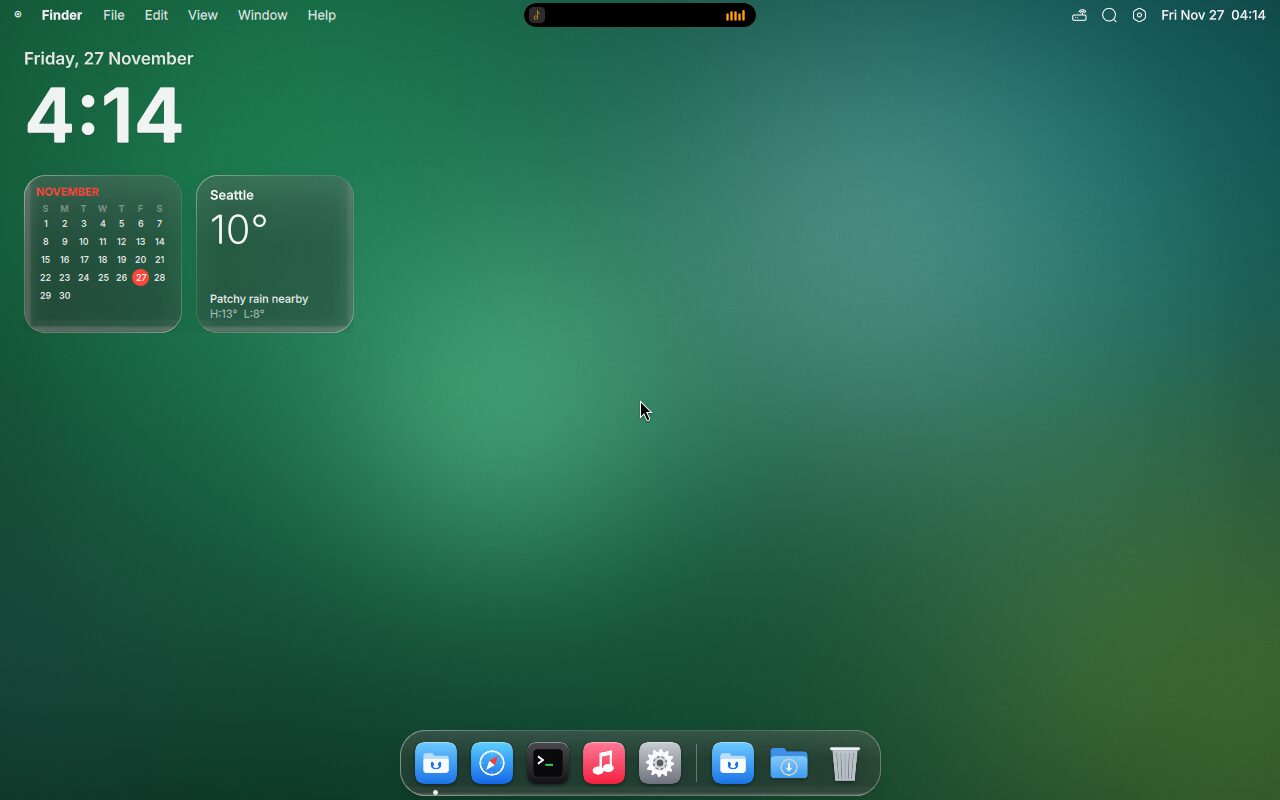 Finder File Edit View Window Help
Fri Nov 27 04:14
Friday, 27 November
4:14
NOVEMBER
S M T W T F S
1 2 3 4 5 6 7
8 9 10 11 12 13 14
15 16 17 18 19 20 21
22 23 24 25 26 27 28
29 30
Seattle
10°
Patchy rain nearby
H:13° L:8°